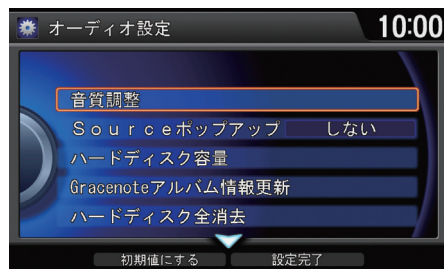 オーディオ設定
10:00
音質調整
Sourceポップアップ しない
ハードディスク容量
Gracenoteアルバム情報更新
ハードディスク全消去
初期値にする 設定完了